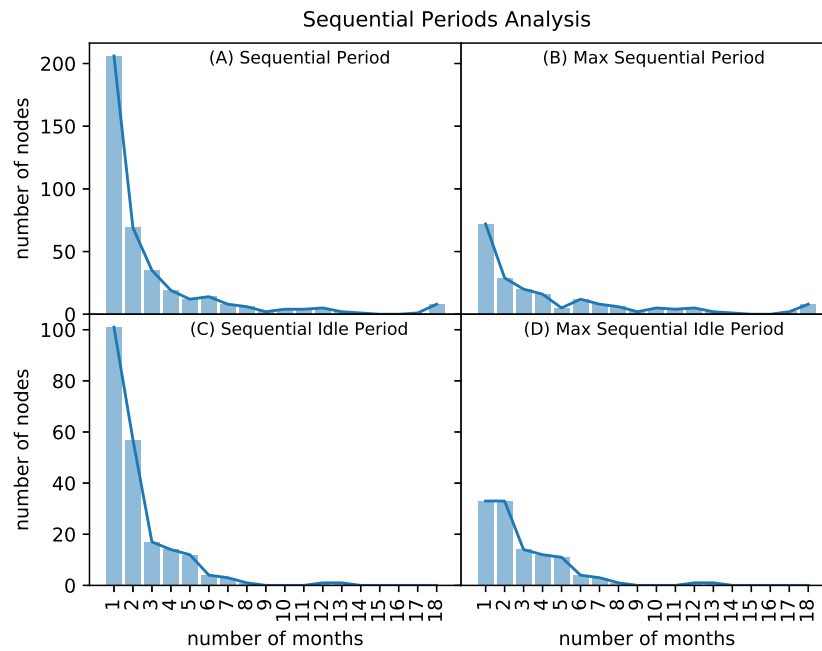 Sequential Periods Analysis
(A) Sequential Period
(B) Max Sequential Period
number of nodes
200
150
100
50
0
(C) Sequential Idle Period
(D) Max Sequential Idle Period
number of nodes
100
80
60
40
20
0
1 2 3 4 5 6 7 8 9 10 11 12 13 14 15 16 17 18
1 2 3 4 5 6 7 8 9 10 11 12 13 14 15 16 17 18
number of months
number of months